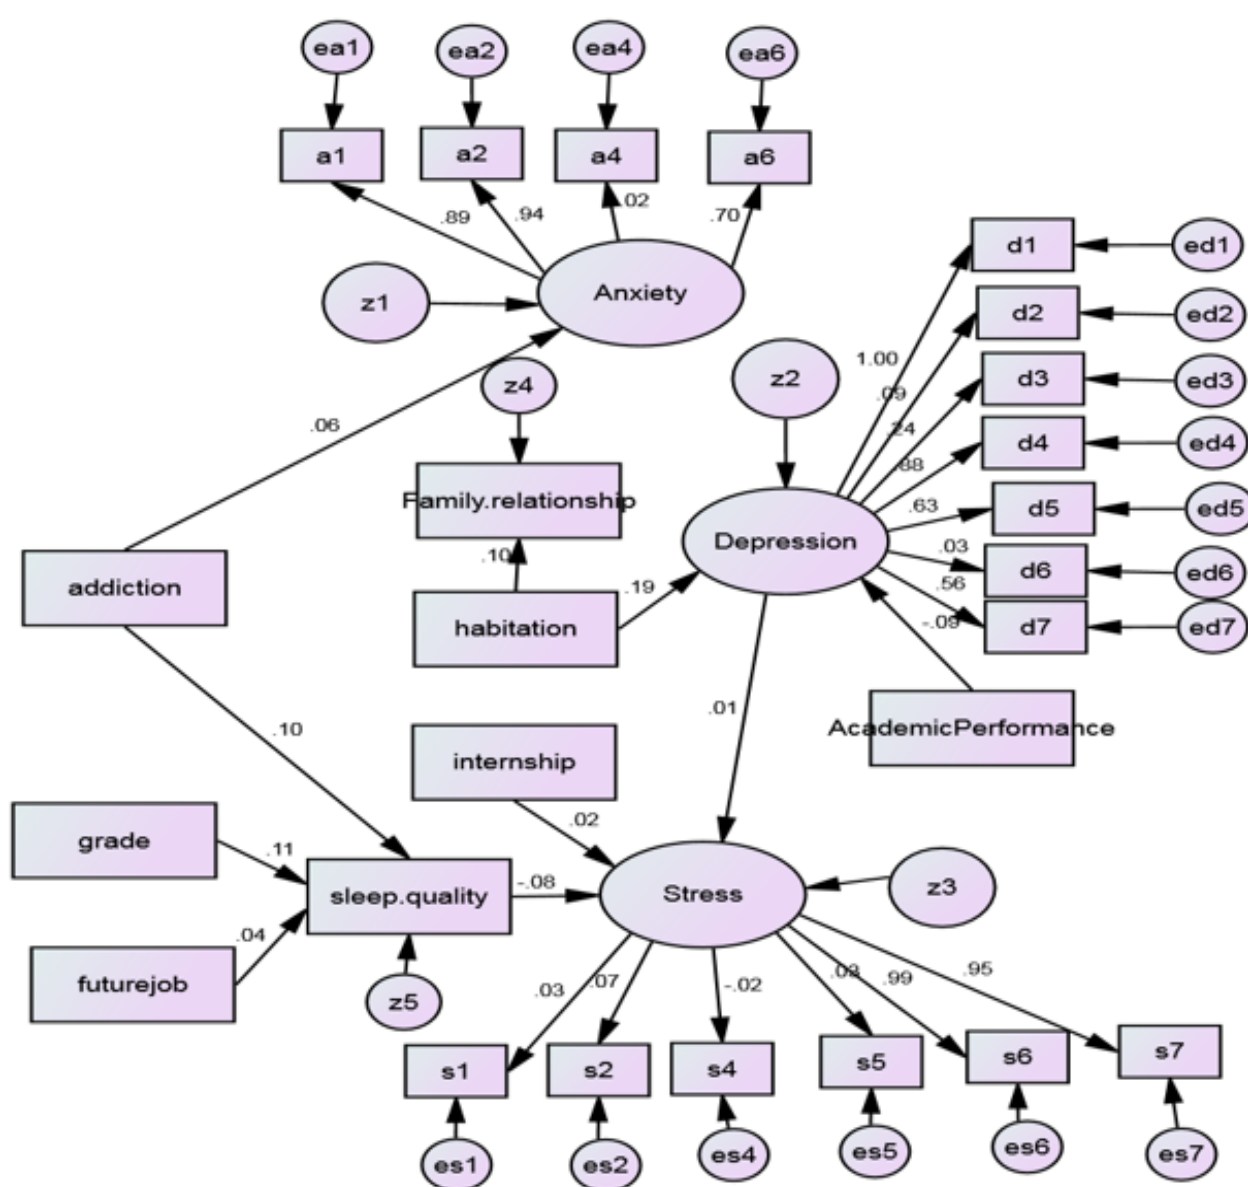 ea1
ea2
ea4
ea6
a1
a2
a4
a6
.89
.94
.02
.70
z1
Anxiety
d1
ed1
d2
ed2
z4
z2
1.00
d3
ed3
.09
.06
.24
d4
ed4
.88
Family.relationship
.63
d5
ed5
Depression
.03
.10
d6
ed6
addiction
.19
.56
habitation
-.09
d7
ed7
.01
AcademicPerformance
.10
internship
grade
.02
.11
sleep.quality
-.08
Stress
z3
.04
futurejob
z5
.03
.07
-.02
.03
.99
.95
s1
s2
s4
s5
s6
s7
es1
es2
es4
es5
es6
es7